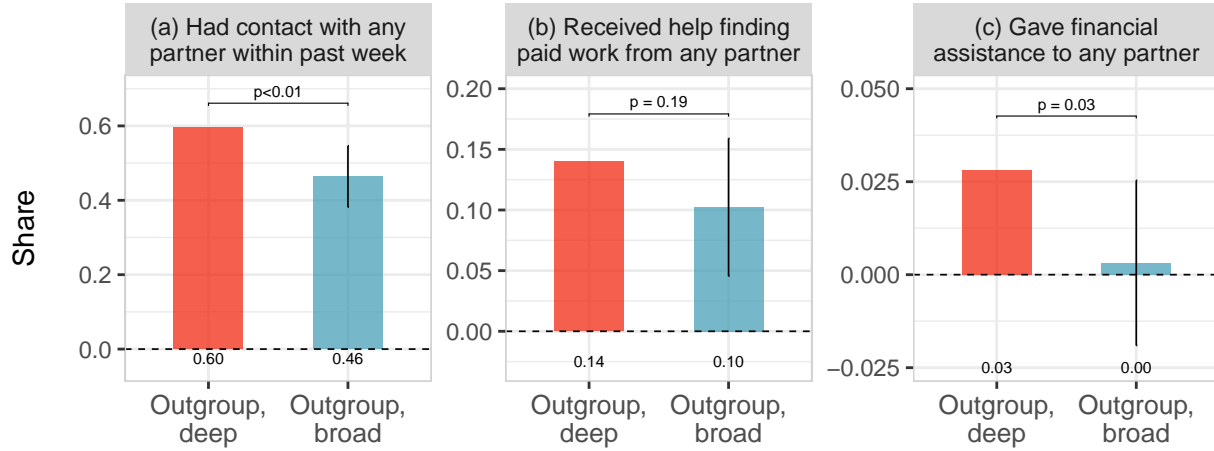 (a) Had contact with any
partner within past week
(b) Received help finding
paid work from any partner
(c) Gave financial
assistance to any partner
Share
0.6
0.4
0.2
0.0
p<0.01
0.60
0.46
Outgroup,
deep
Outgroup,
broad
0.20
0.15
0.10
0.05
0.00
p = 0.19
0.14
0.10
Outgroup,
deep
Outgroup,
broad
0.050
0.025
0.000
−0.025
p = 0.03
0.03
0.00
Outgroup,
deep
Outgroup,
broad